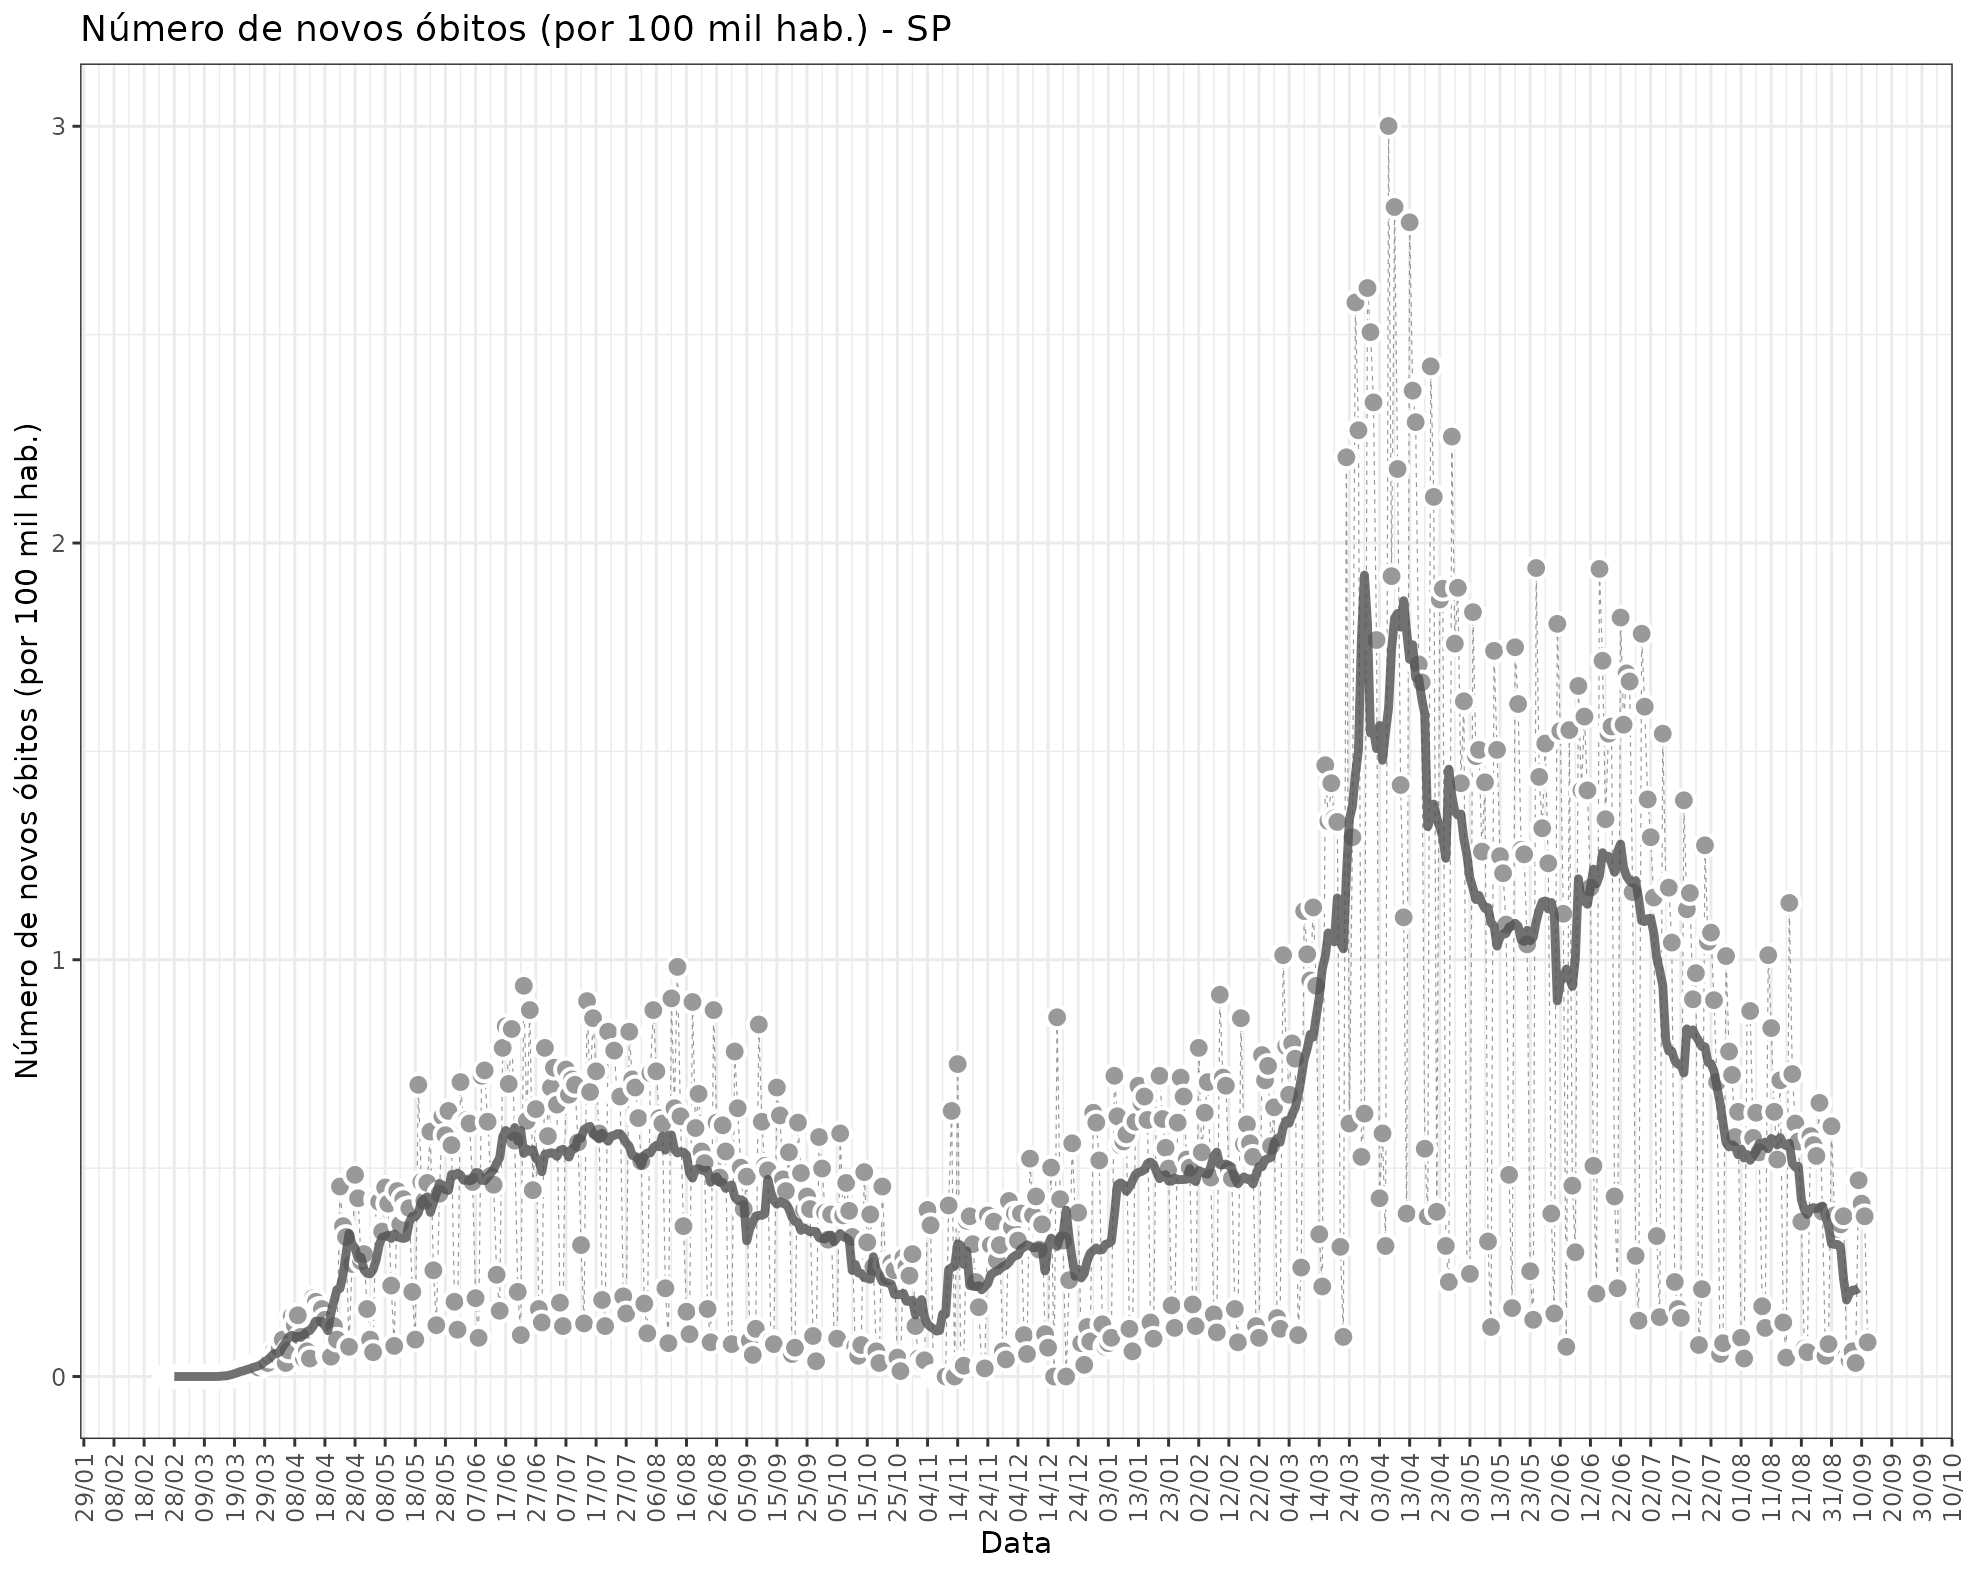 Número de novos óbitos (por 100 mil hab.) - SP
Número de novos óbitos (por 100 mil hab.)
3
2
1
0
29/01 08/02 18/02 28/02 09/03 19/03 29/03 08/04 18/04 28/04 08/05 18/05 28/05 07/06 17/06 27/06 07/07 17/07 27/07 06/08 16/08 26/08 05/09 15/09 25/09 05/10 15/10 25/10 04/11 14/11 24/11 04/12 14/12 24/12 03/01 13/01 23/01 02/02 12/02 22/02 04/03 14/03 24/03 03/04 13/04 23/04 03/05 13/05 23/05 02/06 12/06 22/06 02/07 12/07 22/07 01/08 11/08 21/08 31/08 10/09 20/09 30/09 10/10
Data